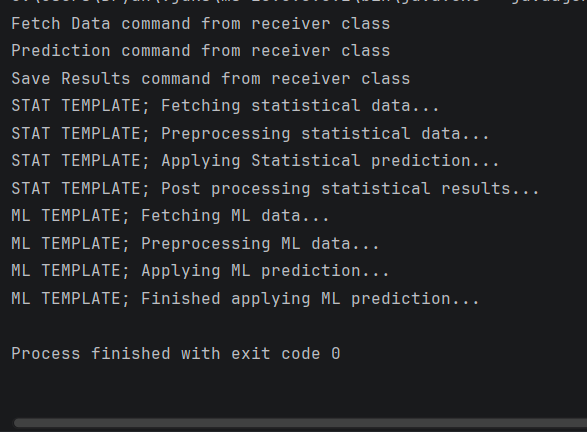 Fetch Data command from receiver class
Prediction command from receiver class
Save Results command from receiver class
STAT TEMPLATE; Fetching statistical data...
STAT TEMPLATE; Preprocessing statistical data...
STAT TEMPLATE; Applying Statistical prediction...
STAT TEMPLATE; Post processing statistical results...
ML TEMPLATE; Fetching ML data...
ML TEMPLATE; Preprocessing ML data...
ML TEMPLATE; Applying ML prediction...
ML TEMPLATE; Finished applying ML prediction...
Process finished with exit code 0